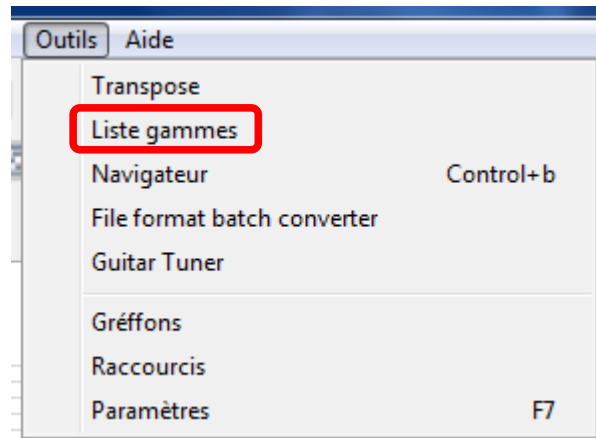 Outils Aide
Transpose
Liste gammes
Navigateur Control+b
File format batch converter
Guitar Tuner
Gréffons
Raccourcis
Paramètres F7